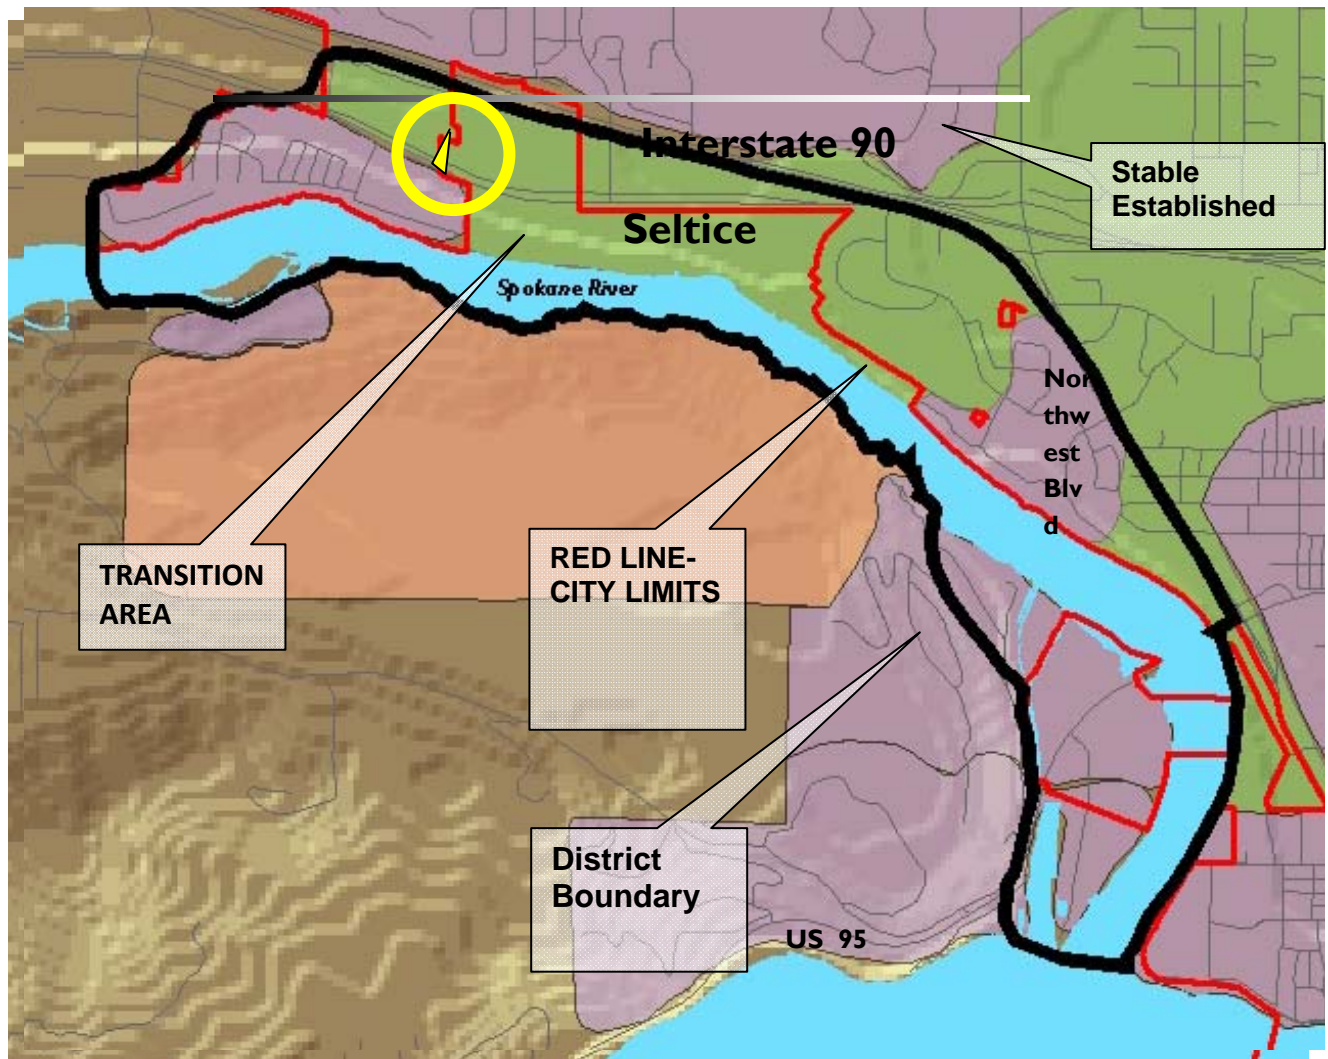 Interstate 90
Stable
Established
Seltice
Spokane River
Nor
thw
est
Blv
d
TRANSITION
AREA
RED LINE-
CITY LIMITS
District
Boundary
US 95